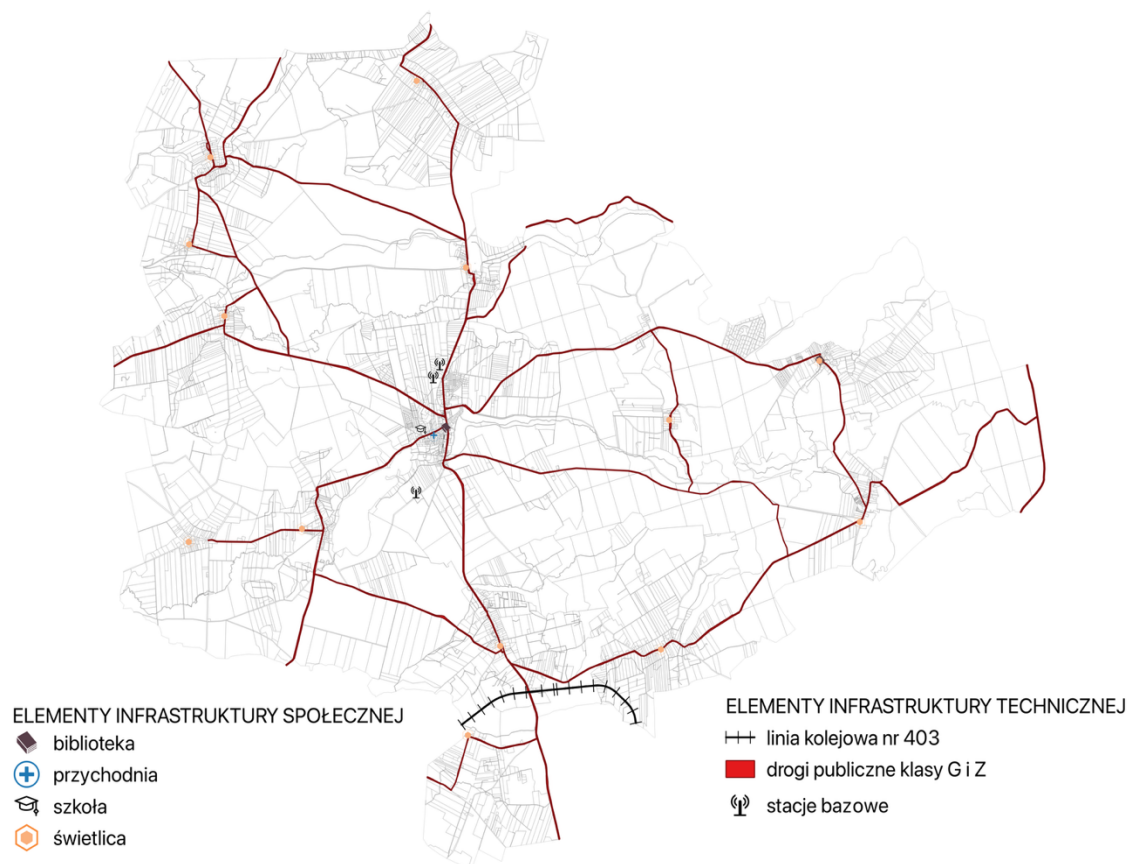 ELEMENTY INFRASTRUKTURY SPOŁECZNEJ
biblioteka
przychodnia
szkoła
świetlica
ELEMENTY INFRASTRUKTURY TECHNICZNEJ
linia kolejowa nr 403
drogi publiczne klasy G i Z
stacje bazowe